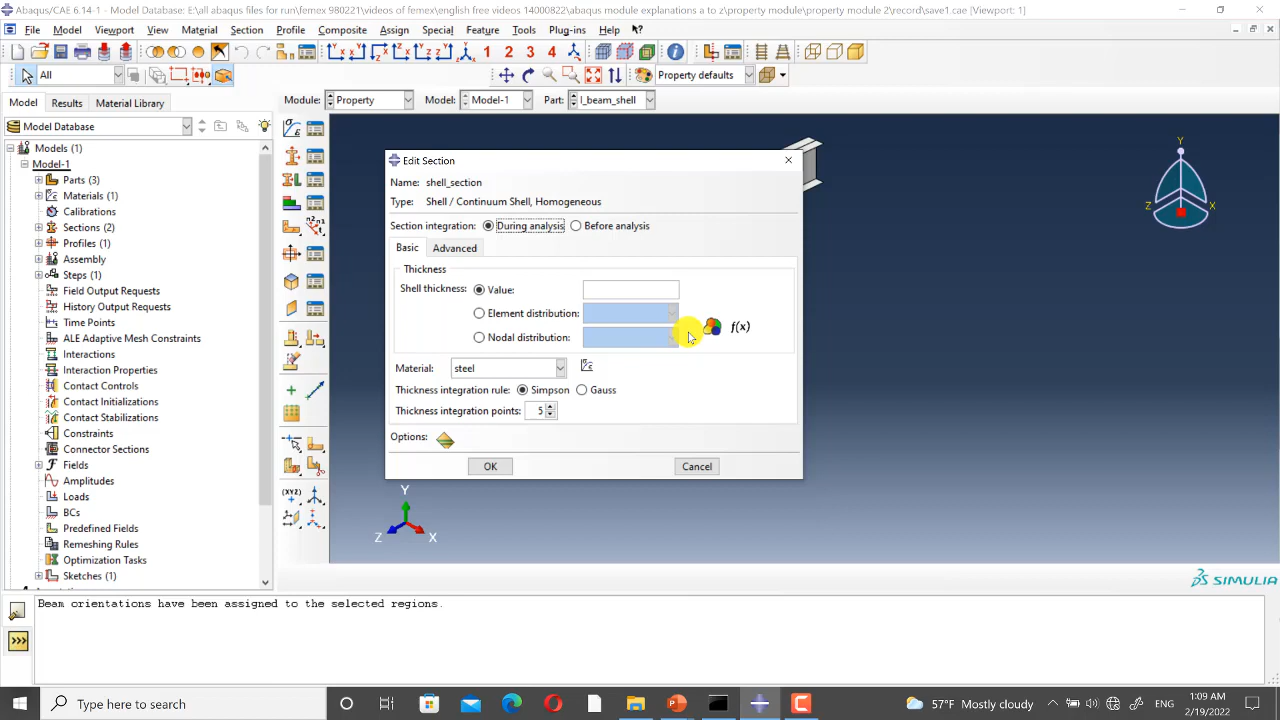 Abaqus/CAE 6.14-1 - Model Database: E:\all abaqus files for run\femex 980221\videos of femex\english free videos 14000822\abaqus module explanations a to z\property module\property module 2\record\save1.cae [Viewport: 1]
File Model Viewport View Material Section Profile Composite Assign Special Feature Tools Plug-ins Help
1 2 3 4
All
Property defaults
Model Results Material Library
Module: Property Model: Model-1 Part: I_beam_shell
Model Database
Models (1)
Model-1
Parts (3)
Materials (1)
Calibrations
Sections (2)
Profiles (1)
Assembly
Steps (1)
Field Output Requests
History Output Requests
Time Points
ALE Adaptive Mesh Constraints
Interactions
Interaction Properties
Contact Controls
Contact Initializations
Contact Stabilizations
Constraints
Connector Sections
Fields
Amplitudes
Loads
BCs
Predefined Fields
Remeshing Rules
Optimization Tasks
Sketches (1)
(XYZ)
Edit Section
Name: shell_section
Type: Shell / Continuum Shell, Homogeneous
Section integration: During analysis Before analysis
Basic Advanced
Thickness
Shell thickness: Value:
Element distribution:
Nodal distribution:
f(x)
Material: steel
Thickness integration rule: Simpson Gauss
Thickness integration points: 5
Options:
OK Cancel
Y
Z X
Y
Z X
SIMULIA
Beam orientations have been assigned to the selected regions.
>>>
Type here to search
57°F Mostly cloudy
ENG
1:09 AM
2/19/2022